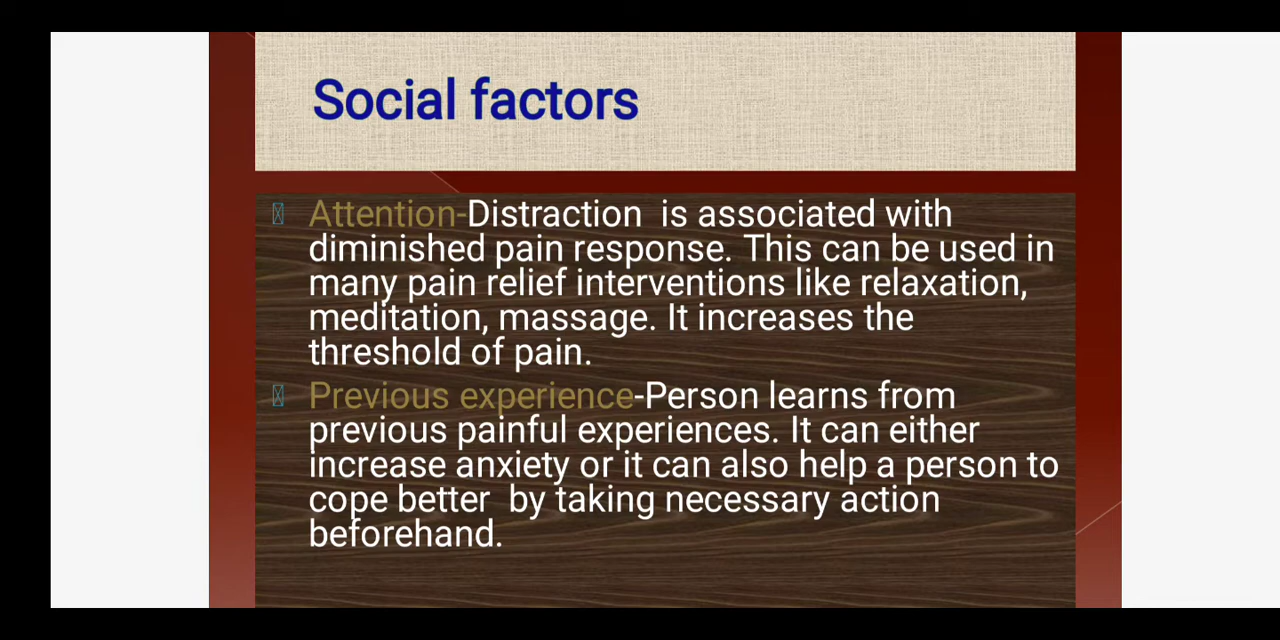 Social factors
Attention-Distraction is associated with
diminished pain response. This can be used in
many pain relief interventions like relaxation,
meditation, massage. It increases the
threshold of pain.
Previous experience-Person learns from
previous painful experiences. It can either
increase anxiety or it can also help a person to
cope better by taking necessary action
beforehand.